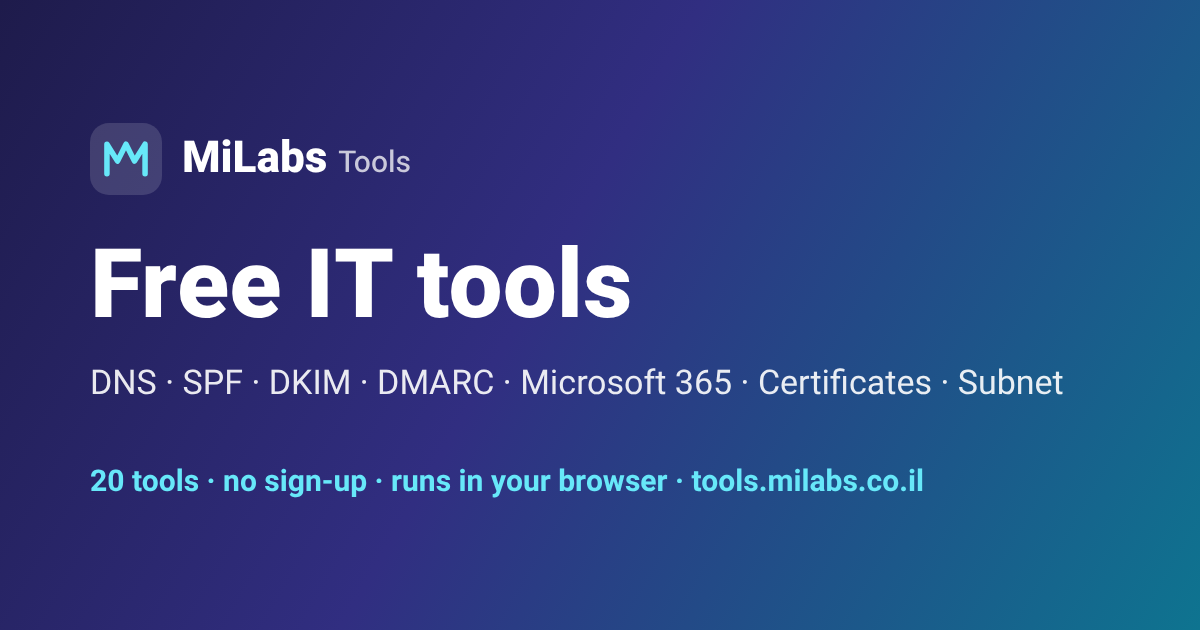 MiLabs Tools
Free IT tools
DNS · SPF · DKIM · DMARC · Microsoft 365 · Certificates · Subnet
20 tools · no sign-up · runs in your browser · tools.milabs.co.il